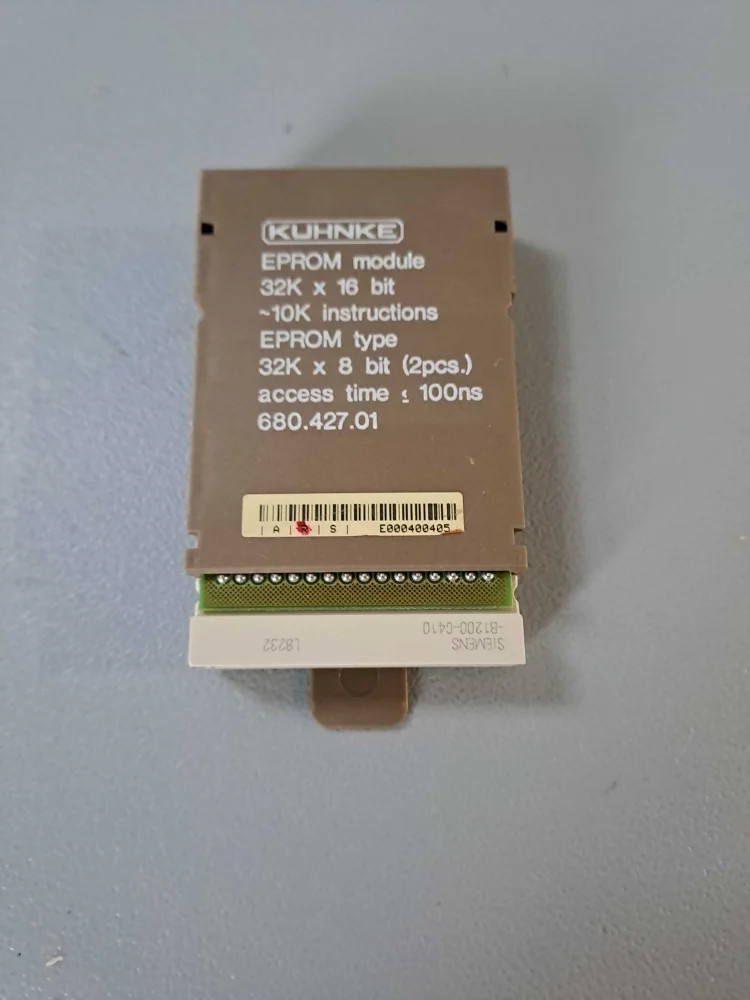 KUHNKE
EPROM module
32K x 16 bit
~10K instructions
EPROM type
32K x 8 bit (2pcs.)
access time ≤ 100ns
680.427.01
| A | R | S | E000400405
SIEMENS L8232
-B1200-C410